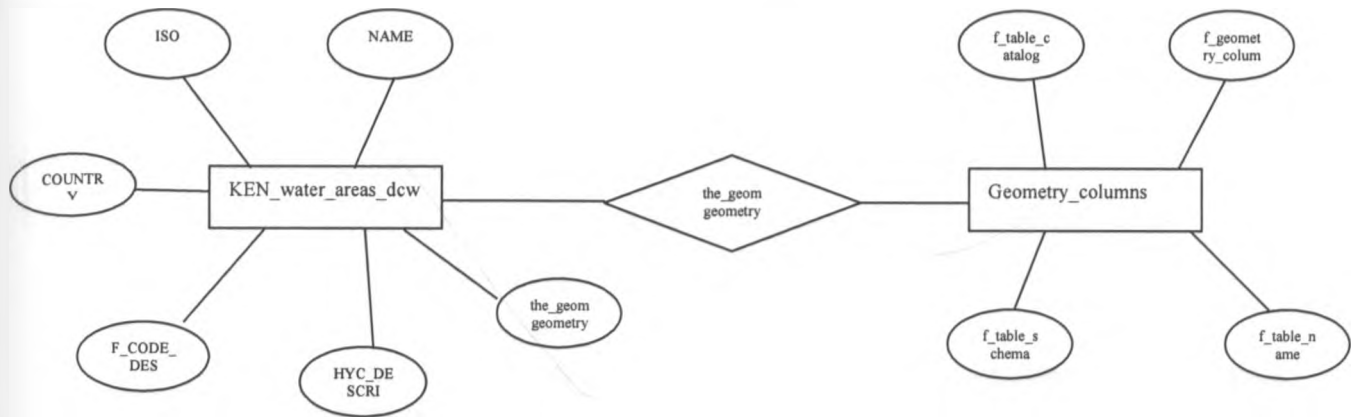 ISO
NAME
f_table_c
atalog
f_geomet
ry_colum
COUNTR
Y
KEN_water_areas_dcw
the_geom
geometry
Geometry_columns
the_geom
geometry
F_CODE_
DES
HYC_DE
SCRI
f_table_s
chema
f_table_n
ame